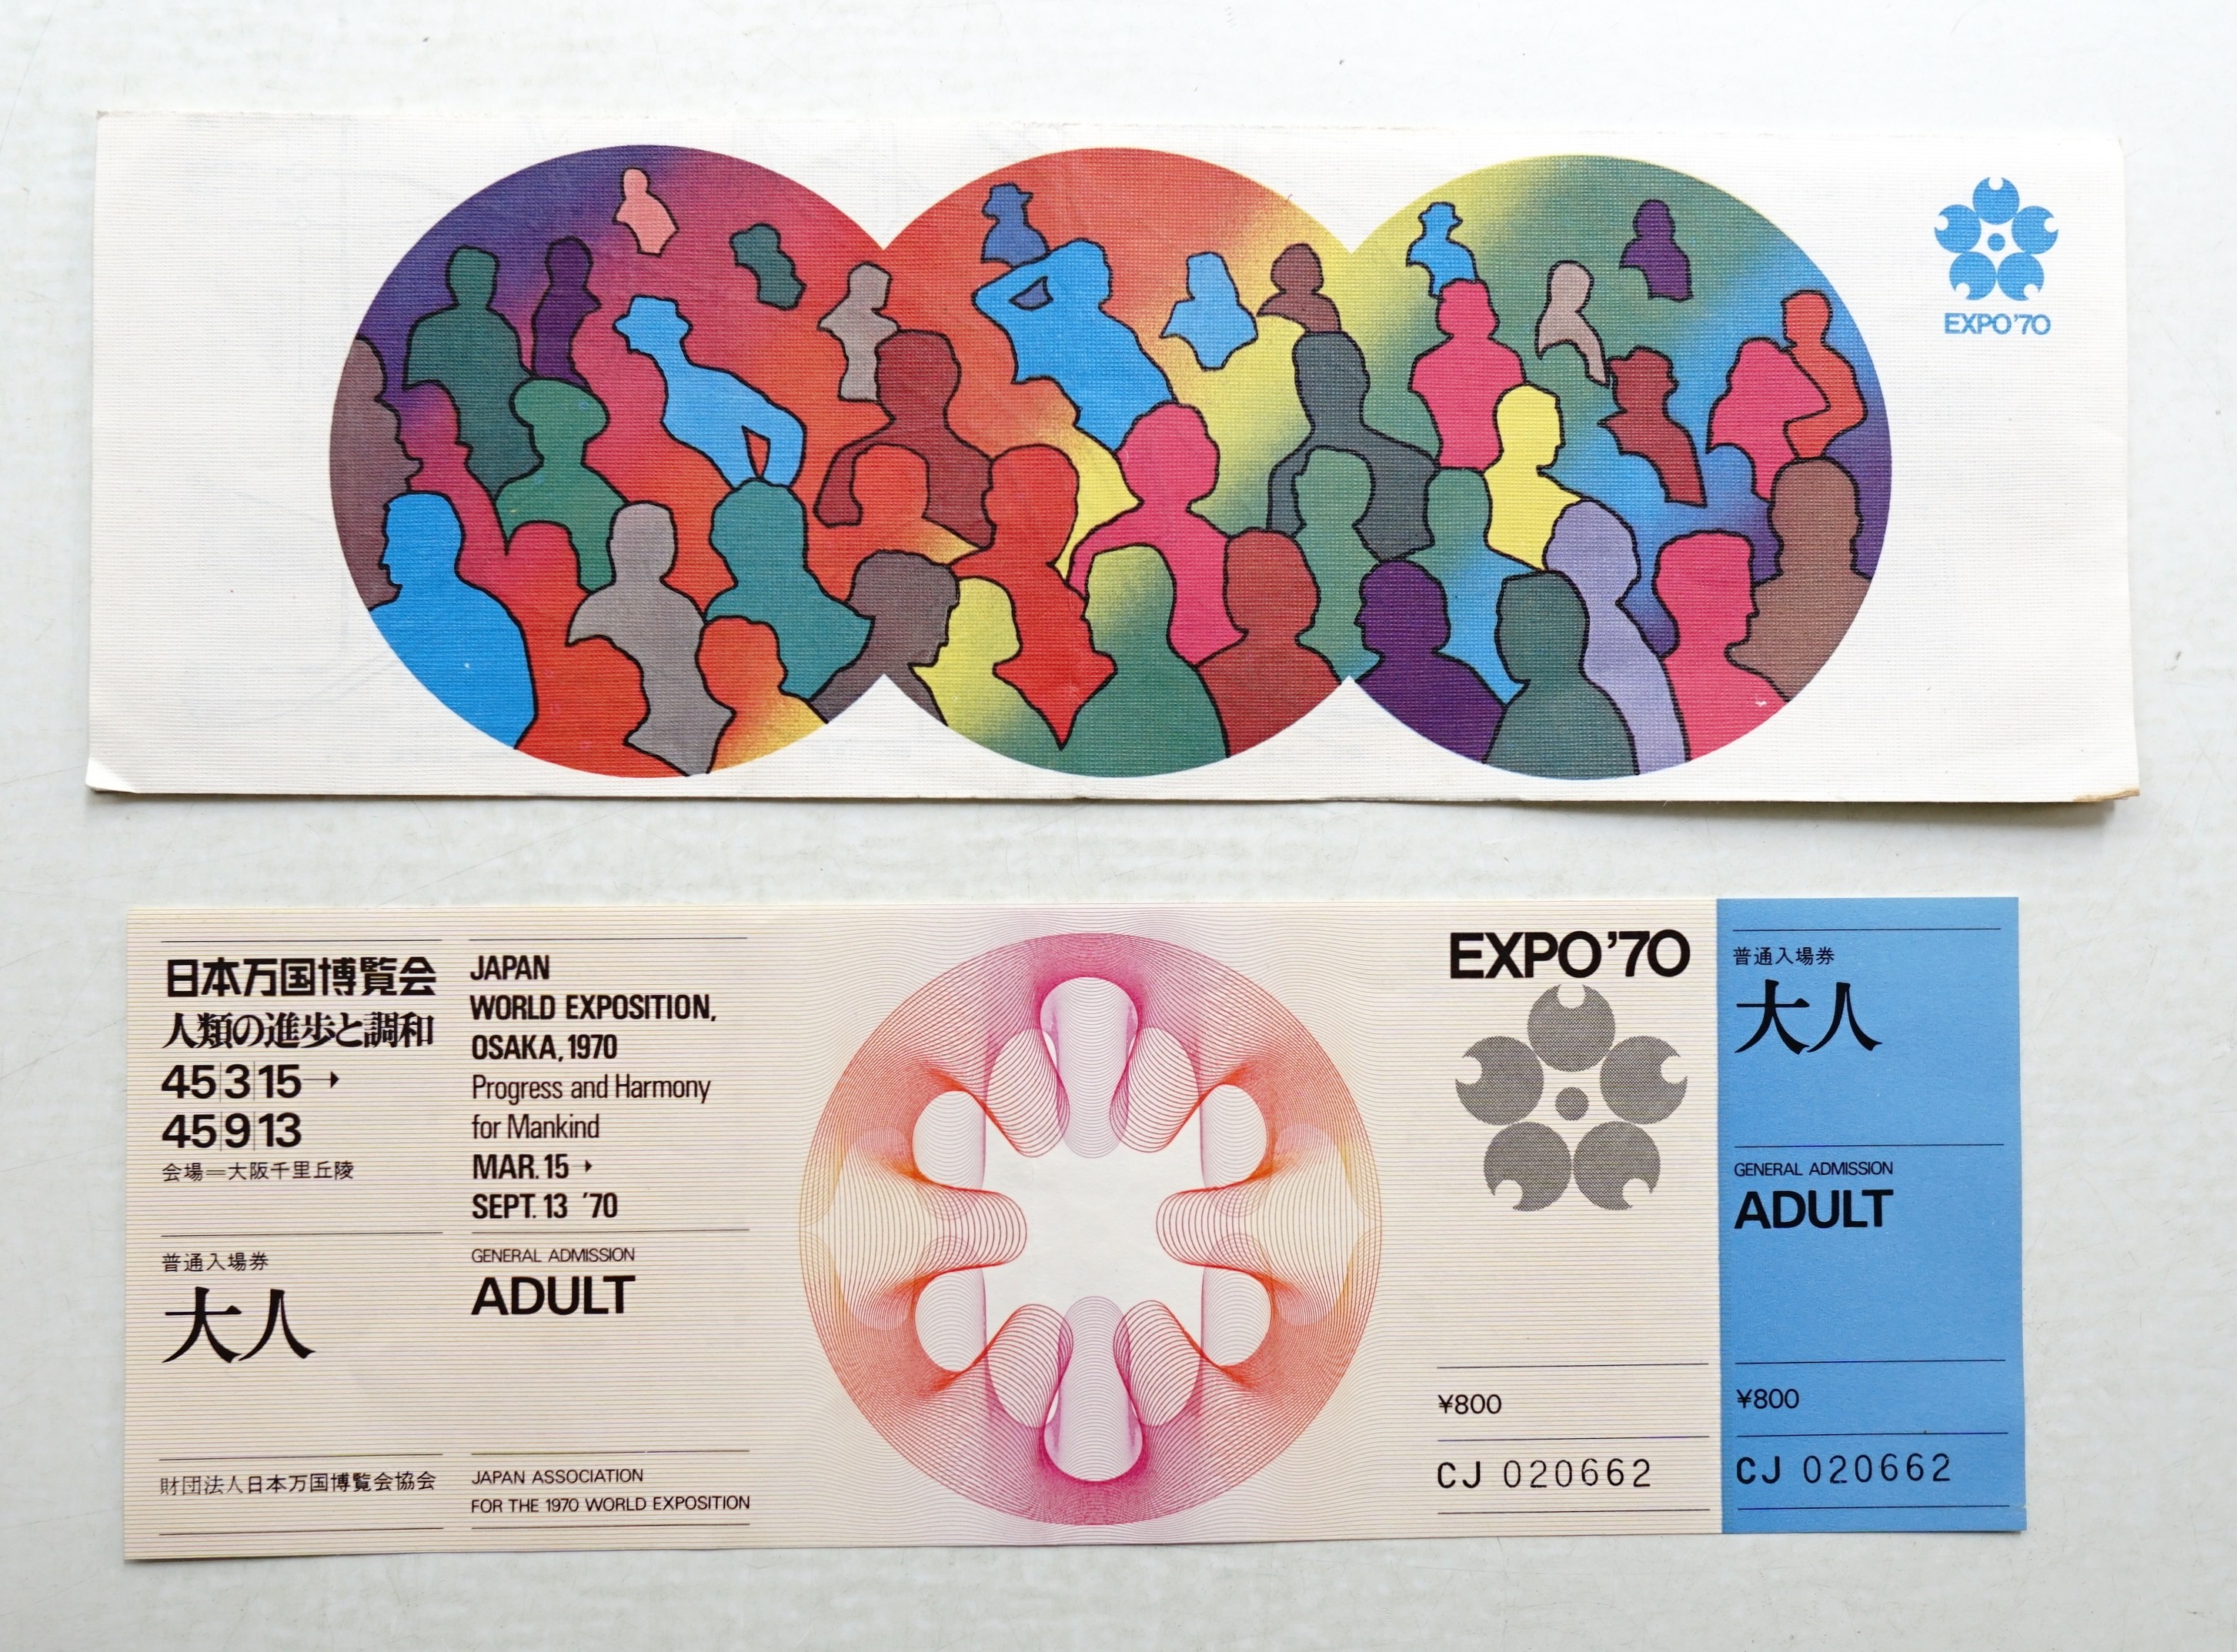 EXPO'70
日本万国博覧会
人類の進歩と調和
45 3 15→
45 9 13
会場=大阪千里丘陵
普通入場券
大人
財団法人日本万国博覧会協会
JAPAN
WORLD EXPOSITION,
OSAKA, 1970
Progress and Harmony
for Mankind
MAR. 15 →
SEPT. 13 '70
GENERAL ADMISSION
ADULT
JAPAN ASSOCIATION
FOR THE 1970 WORLD EXPOSITION
EXPO'70
¥800
CJ 020662
普通入場券
大人
GENERAL ADMISSION
ADULT
¥800
CJ 020662